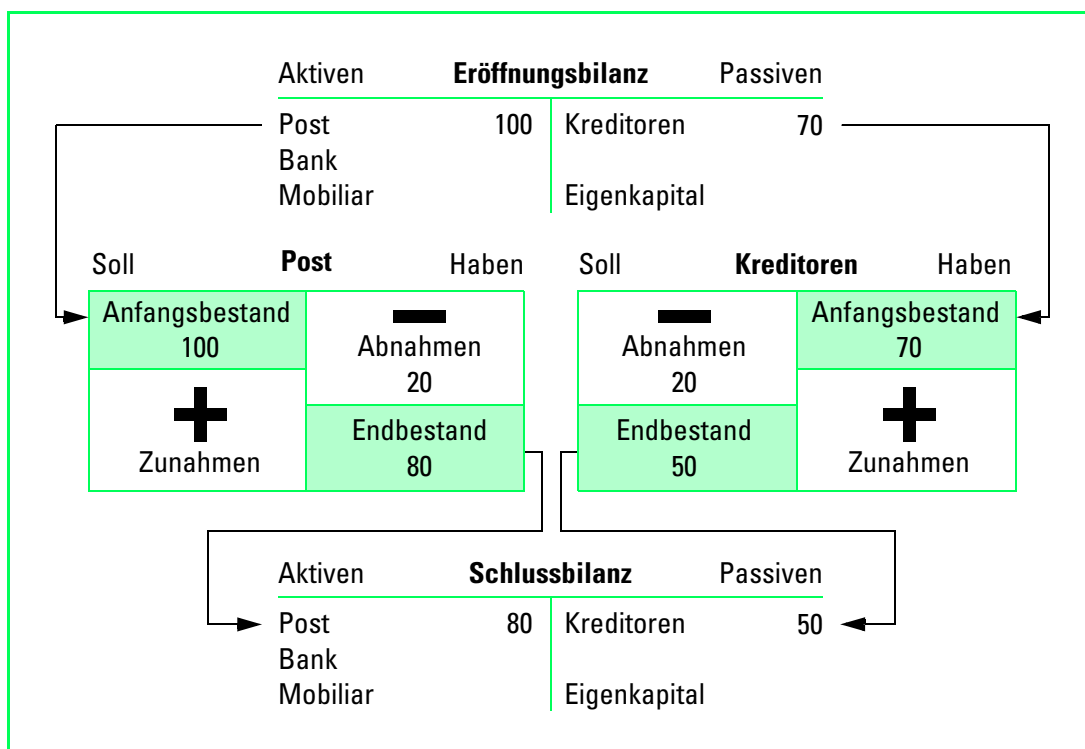 Aktiven Eröffnungsbilanz Passiven
Post 100 Kreditoren 70
Bank
Mobiliar Eigenkapital
Soll Post Haben
Soll Kreditoren Haben
Anfangsbestand
100
Abnahmen
20
Zunahmen
Endbestand
80
Abnahmen
20
Anfangsbestand
70
Endbestand
50
Zunahmen
Aktiven Schlussbilanz Passiven
Post 80 Kreditoren 50
Bank
Mobiliar Eigenkapital